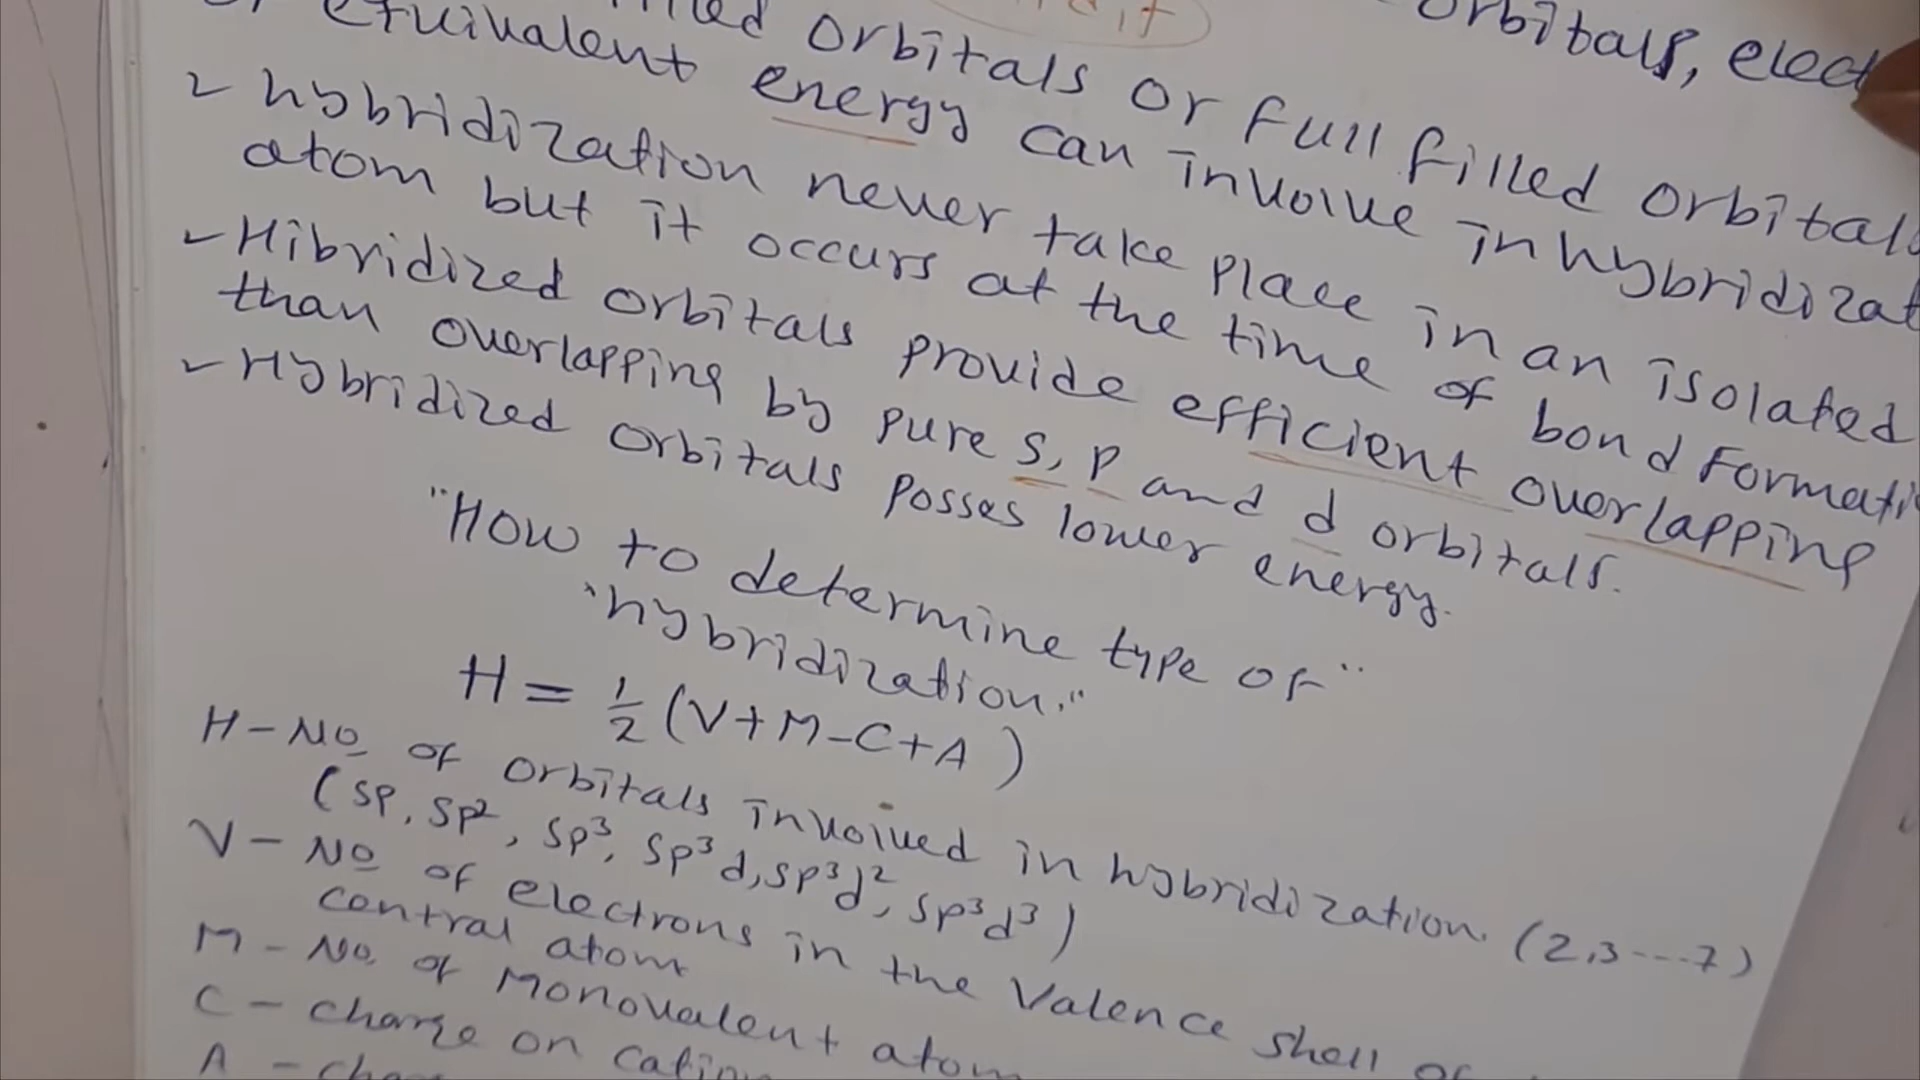 filled orbitals or full filled orbitals
orbitals, elect
equivalent energy can involve in hybridizat
hybridization never take place in an isolated
atom but it occurs at the time of bond formati
Hibridized orbitals provide efficient overlapping
than overlapping by pure s, p and d orbitals.
Hybridized orbitals posses lower energy.
"How to determine type of"
"hybridization."
H = 1/2 (V+M-C+A)
H - No of orbitals involved in hybridization. (2,3---7)
(sp, sp², sp³, sp³d, sp³d², sp³d³)
V - No of electrons in the valence shell of
central atom
M - No. of Monovalent atom
C - charge on cation
A - cha